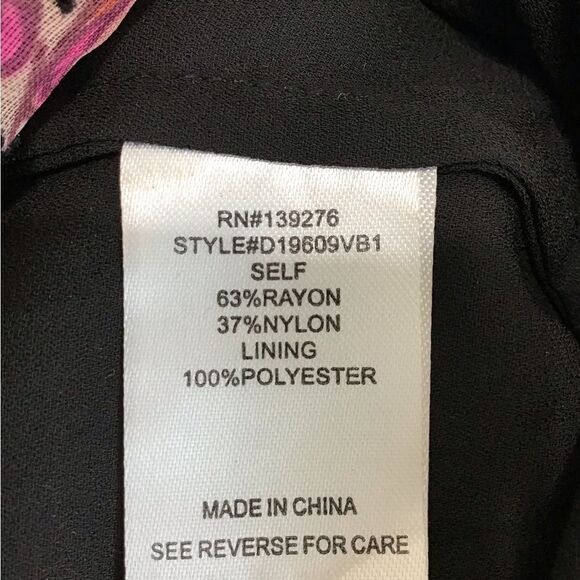 RN#139276
STYLE#D19609VB1
SELF
63%RAYON
37%NYLON
LINING
100%POLYESTER
MADE IN CHINA
SEE REVERSE FOR CARE